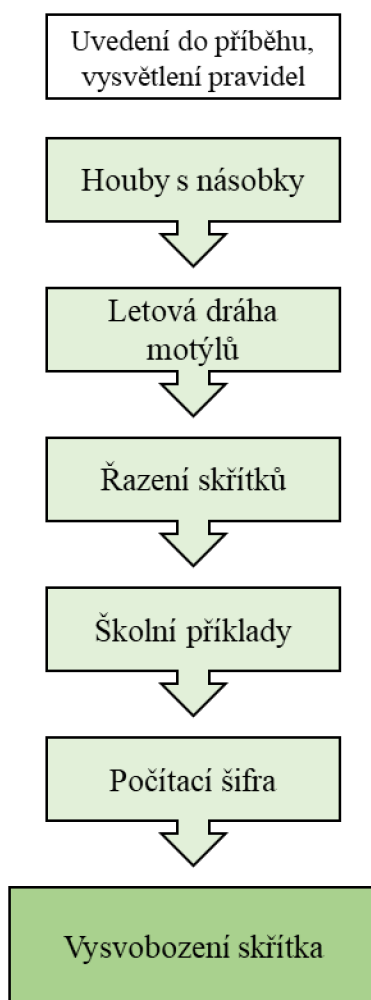 Uvedení do příběhu,
vysvětlení pravidel
Houby s násobky
Letová dráha
motýlů
Řazení skřítků
Školní příklady
Počítací šifra
Vysvobození skřítka